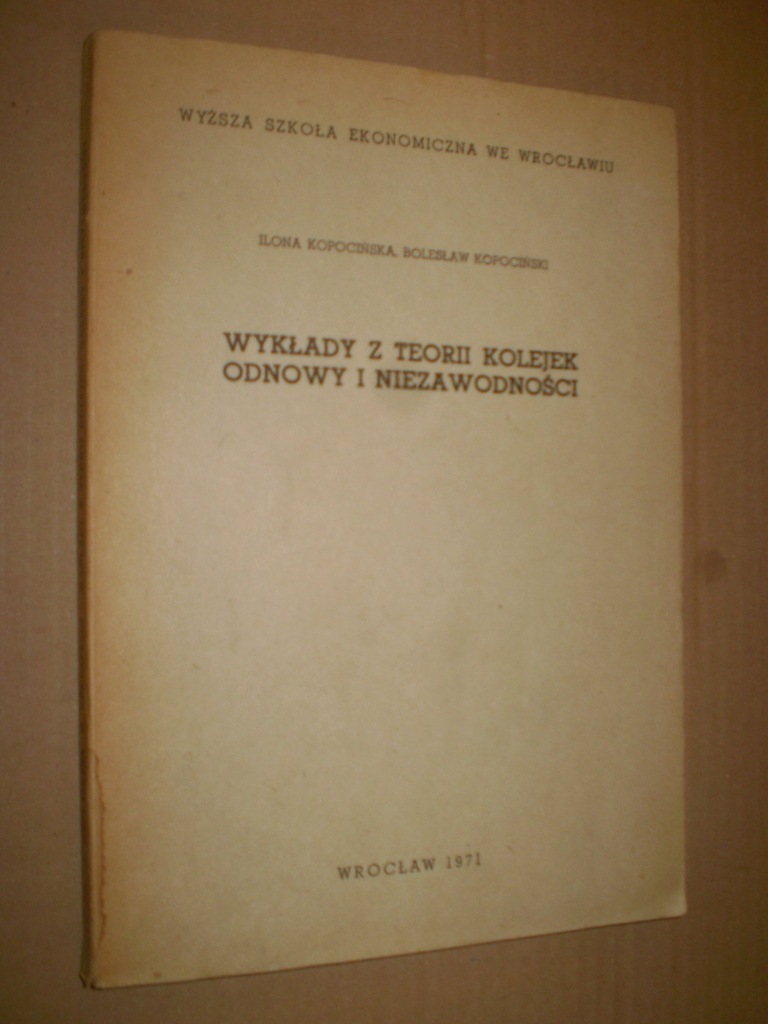 WYŻSZA SZKOŁA EKONOMICZNA WE WROCŁAWIU
ILONA KOPOCIŃSKA, BOLESŁAW KOPOCIŃSKI
WYKŁADY Z TEORII KOLEJEK
ODNOWY I NIEZAWODNOŚCI
WROCŁAW 1971